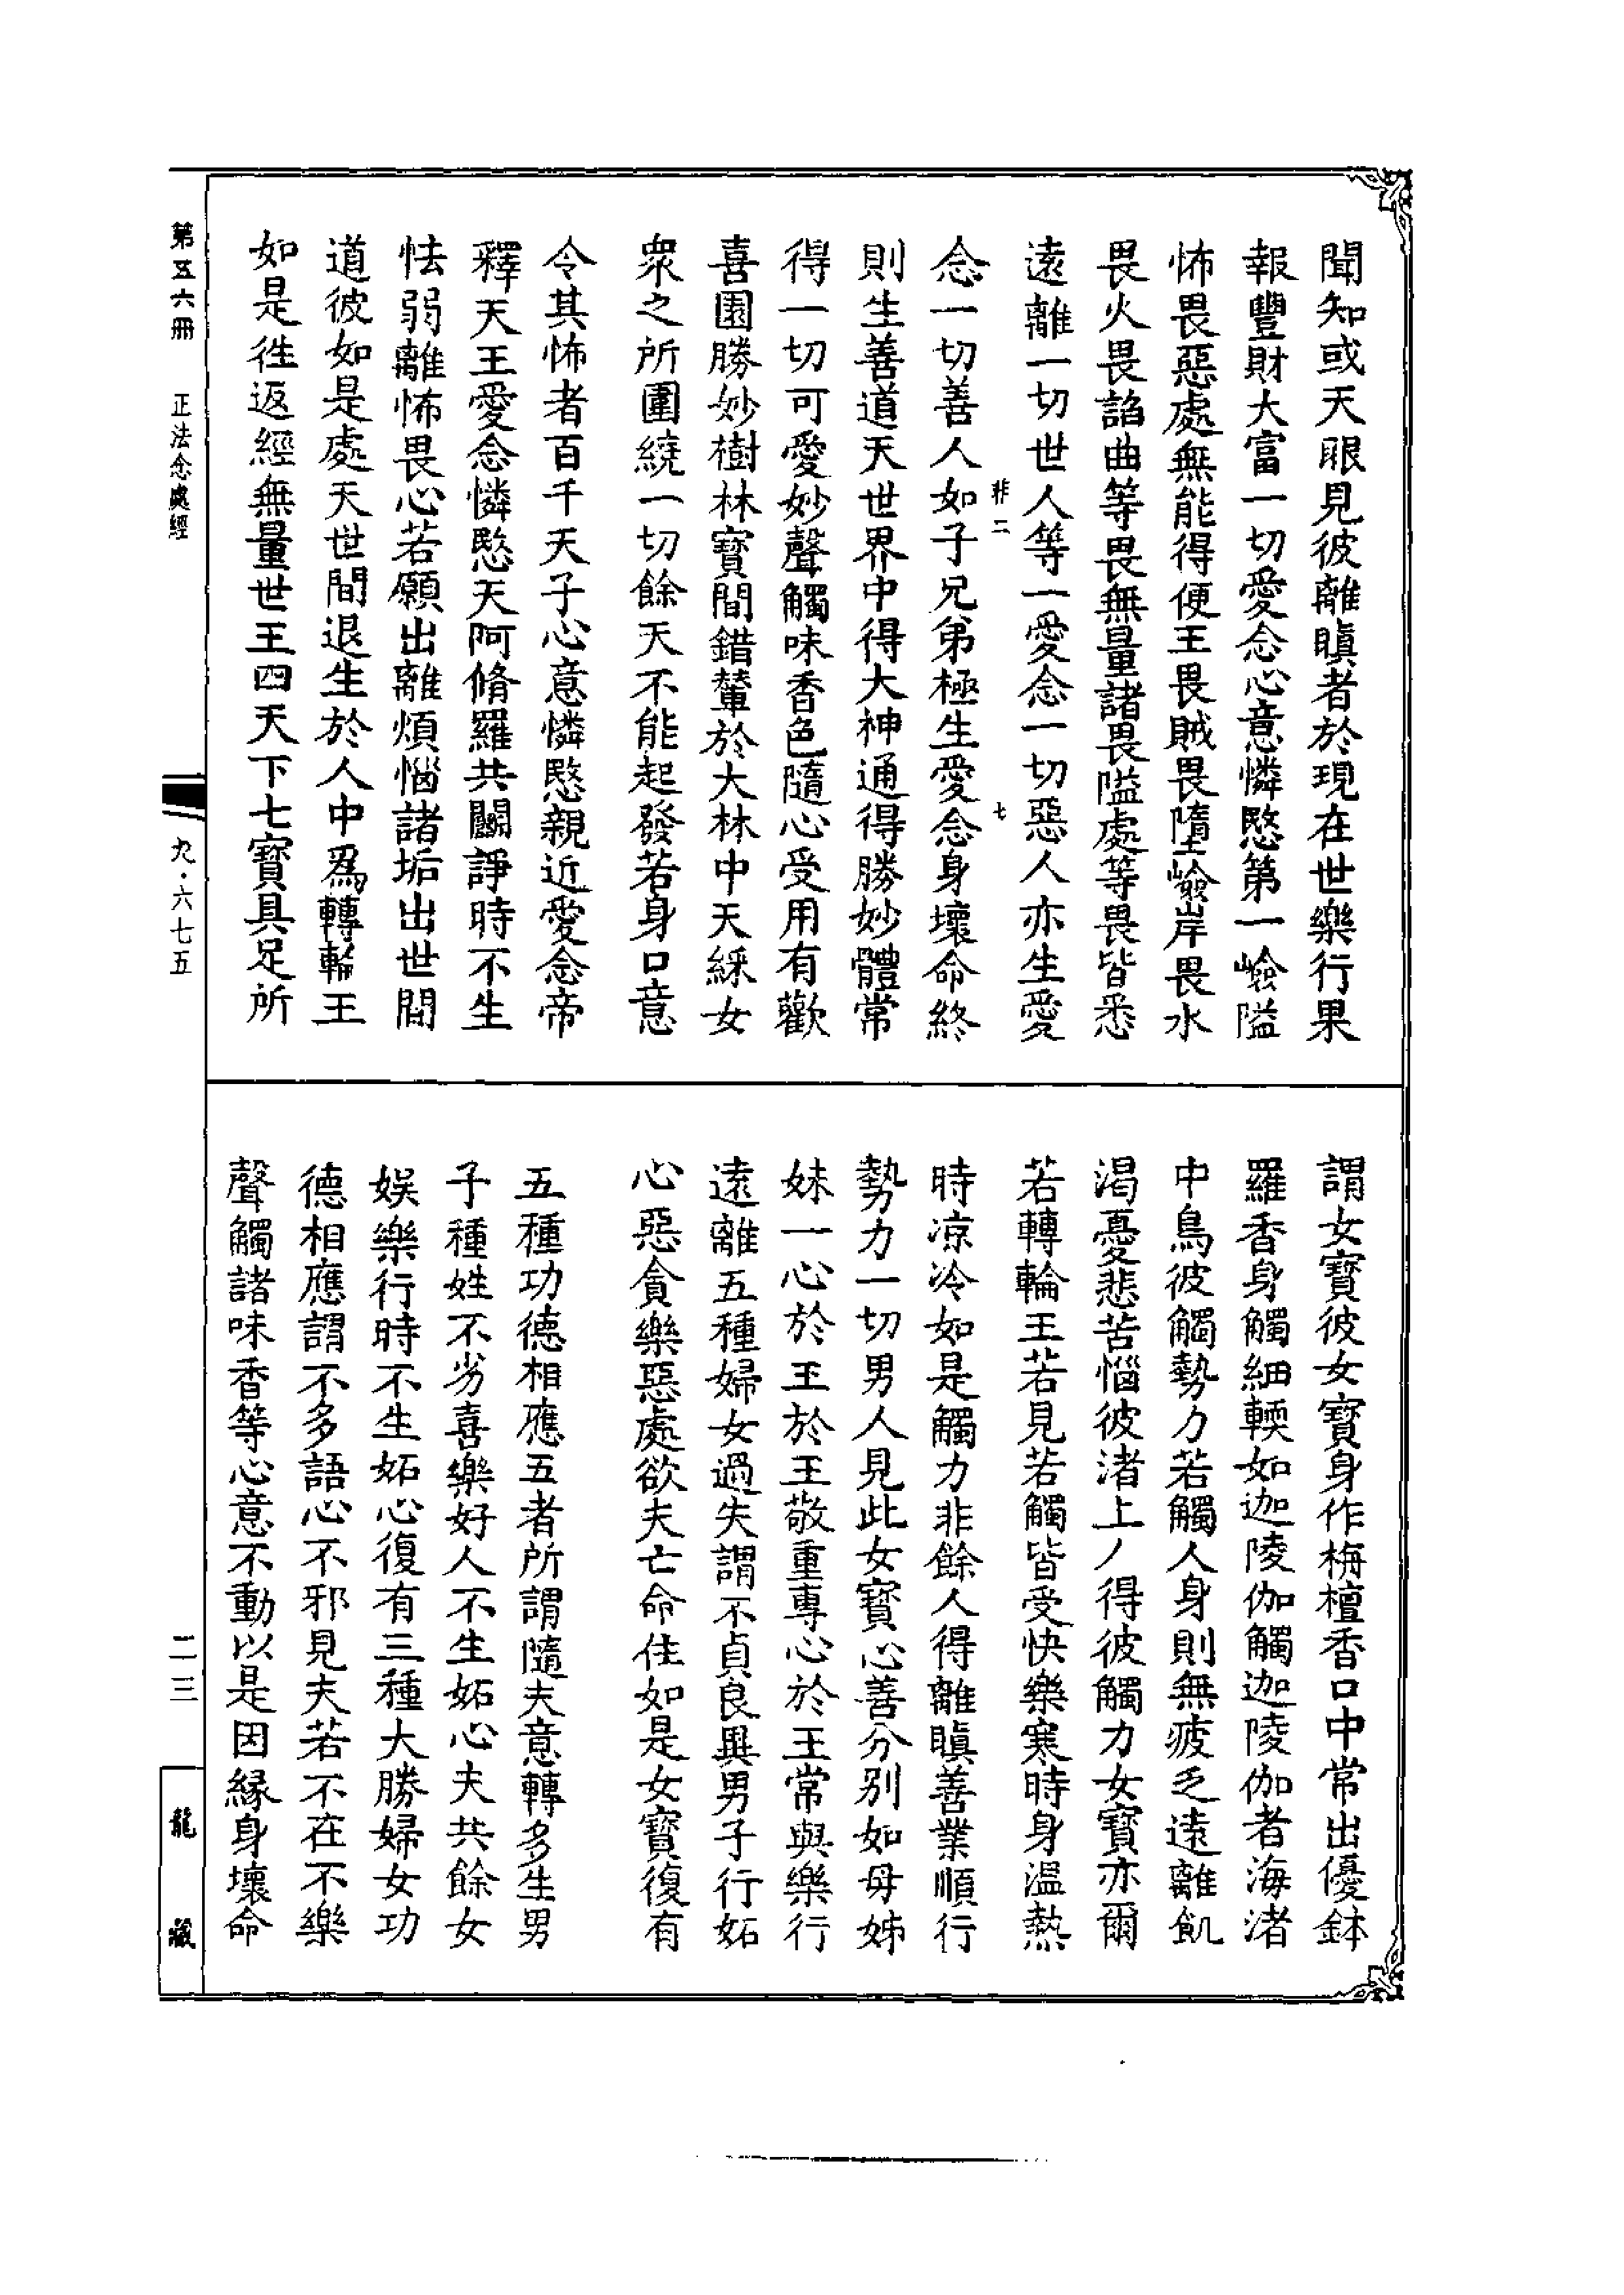 聞知或天眼見彼離瞋者於現在世樂行果
報豐財大富一切愛念心意憐愍第一嶮隘
怖畏惡處無能得便王畏賊畏墮嶮岸畏水
畏火畏諂曲等畏無量諸畏隘處等畏皆悉
遠離一切世人等一愛念一切惡人亦生愛
非二
七
念一切善人如子兄弟極生愛念身壞命終
則生善道天世界中得大神通得勝妙體常
得一切可愛妙聲觸味香色隨心受用有歡
喜園勝妙樹林寶間錯輦於大林中天綵女
眾之所圍繞一切餘天不能起發若身口意
令其怖者百千天子心意憐愍親近愛念帝
釋天王愛念憐愍天阿脩羅共鬬諍時不生
怯弱離怖畏心若願出離煩惱諸垢出世間
道彼如是處天世間退生於人中爲轉輪王
如是往返經無量世王四天下七寶具足所
謂女寶彼女寶身作栴檀香口中常出優鉢
羅香身觸細輭如迦陵伽觸迦陵伽者海渚
中鳥彼觸勢力若觸人身則無疲乏遠離飢
渴憂悲苦惱彼渚上人得彼觸力女寶亦爾
若轉輪王若見若觸皆受快樂寒時身溫熱
時凉冷如是觸力非餘人得離瞋善業順行
勢力一切男人見此女寶心善分別如母姊
妹一心於王於王敬重專心於王常與樂行
遠離五種婦女過失謂不貞良異男子行妬
心惡貪樂惡處欲夫亡命住如是女寶復有
五種功德相應五者所謂隨夫意轉多生男
子種姓不劣喜樂好人不生妬心夫共餘女
娛樂行時不生妬心復有三種大勝婦女功
德相應謂不多語心不邪見夫若不在不樂
聲觸諸味香等心意不動以是因緣身壞命
第五六冊
正法念處經
九·六七五
二三
龍藏